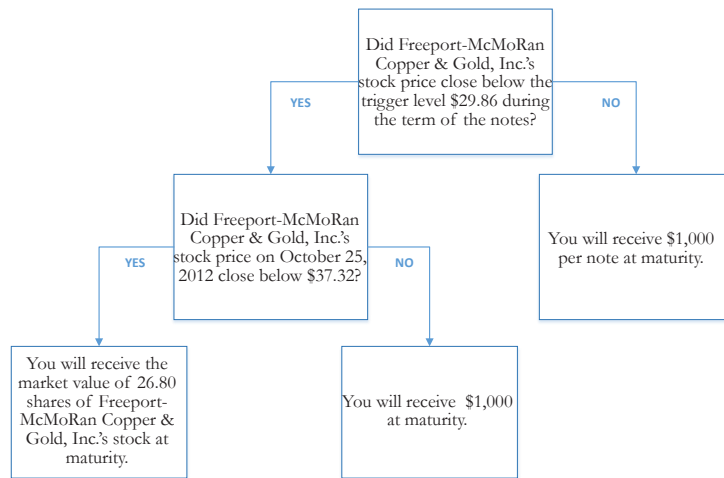 Did Freeport-McMoRan
Copper & Gold, Inc.'s
stock price close below the
trigger level $29.86 during
the term of the notes?
YES
NO
Did Freeport-McMoRan
Copper & Gold, Inc.'s
stock price on October 25,
2012 close below $37.32?
You will receive $1,000
per note at maturity.
YES
NO
You will receive the
market value of 26.80
shares of Freeport-
McMoRan Copper &
Gold, Inc.'s stock at
maturity.
You will receive $1,000
at maturity.